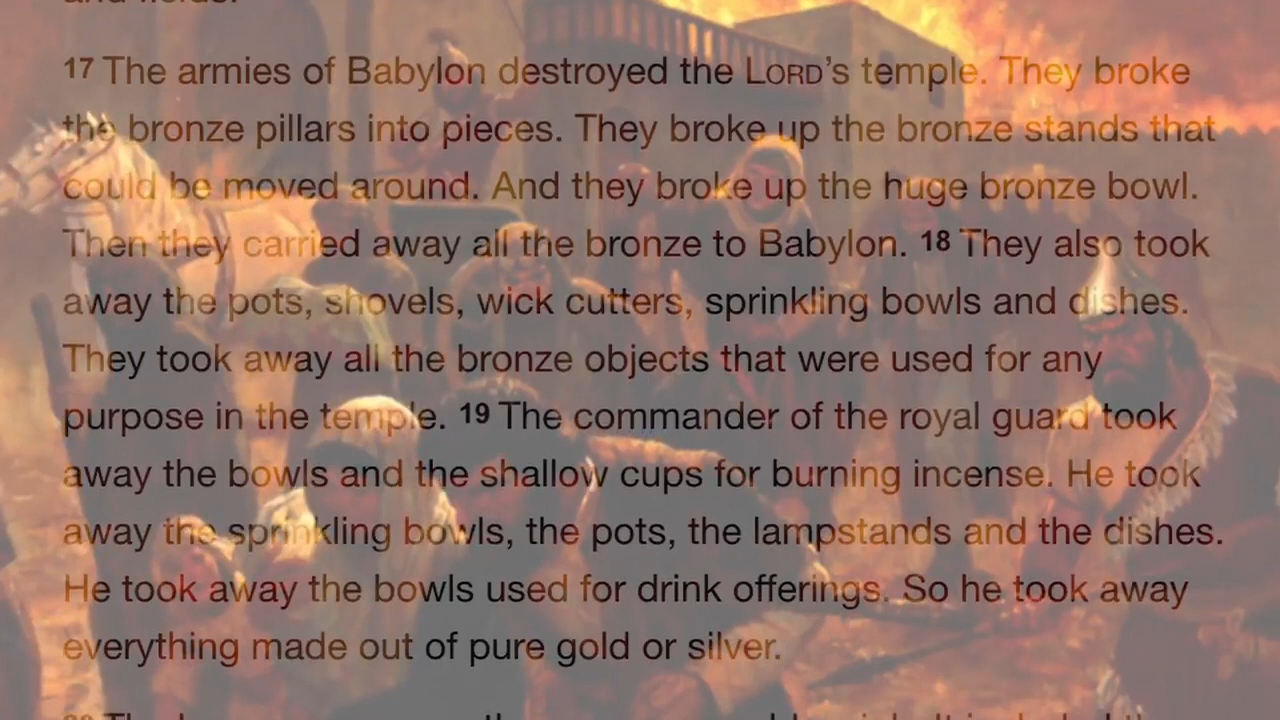 and fields.
17 The armies of Babylon destroyed the LORD’s temple. They broke
the bronze pillars into pieces. They broke up the bronze stands that
could be moved around. And they broke up the huge bronze bowl.
Then they carried away all the bronze to Babylon. 18 They also took
away the pots, shovels, wick cutters, sprinkling bowls and dishes.
They took away all the bronze objects that were used for any
purpose in the temple. 19 The commander of the royal guard took
away the bowls and the shallow cups for burning incense. He took
away the sprinkling bowls, the pots, the lampstands and the dishes.
He took away the bowls used for drink offerings. So he took away
everything made out of pure gold or silver.